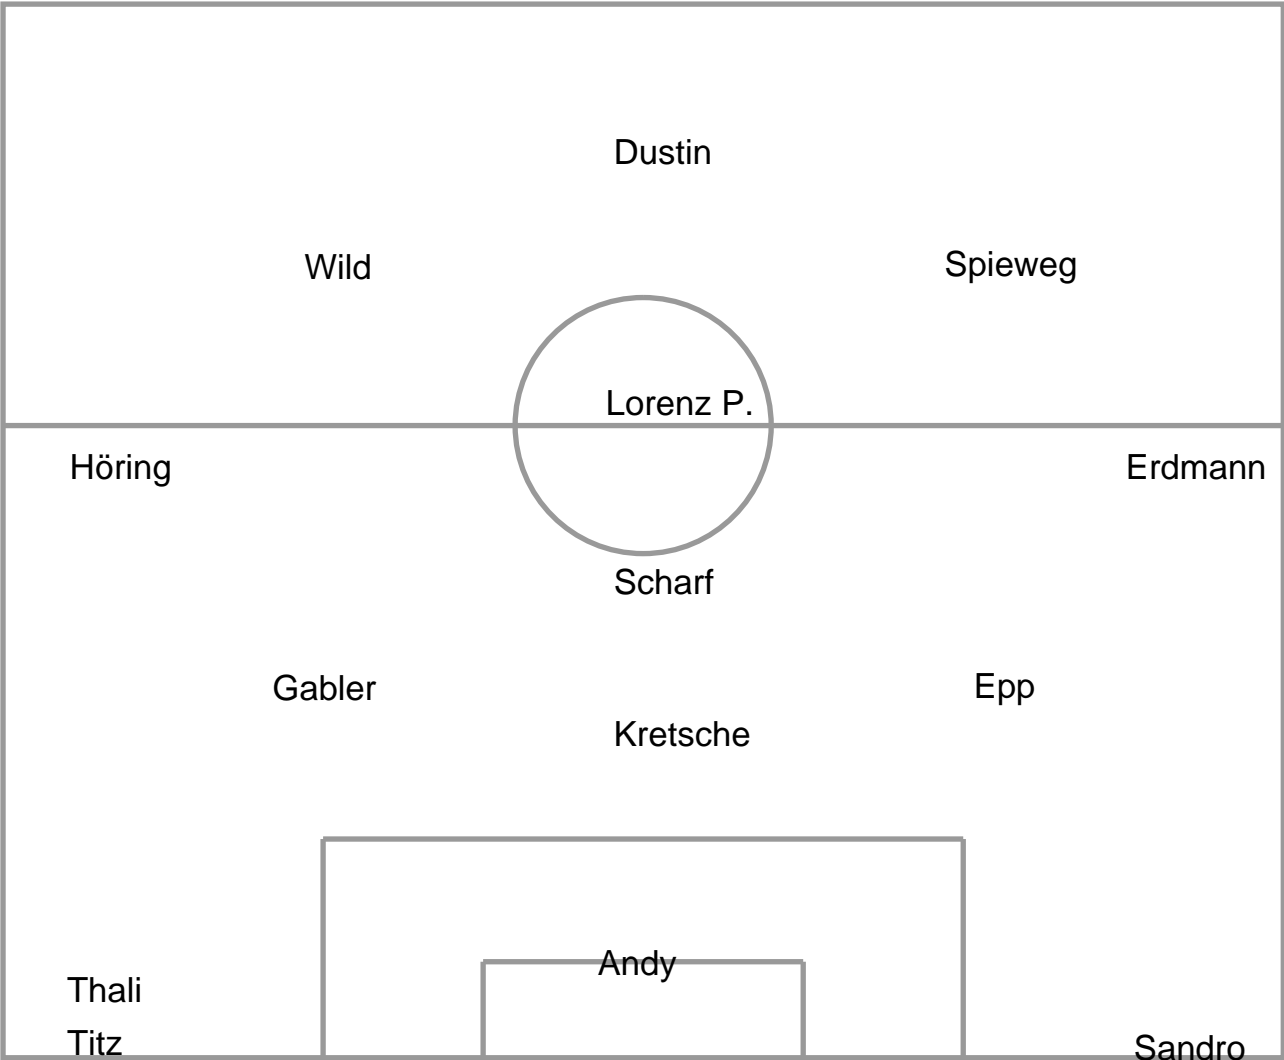 Dustin
Wild
Spieweg
Lorenz P.
Höring
Erdmann
Scharf
Gabler
Epp
Kretsche
Andy
Thali
Titz
Sandro